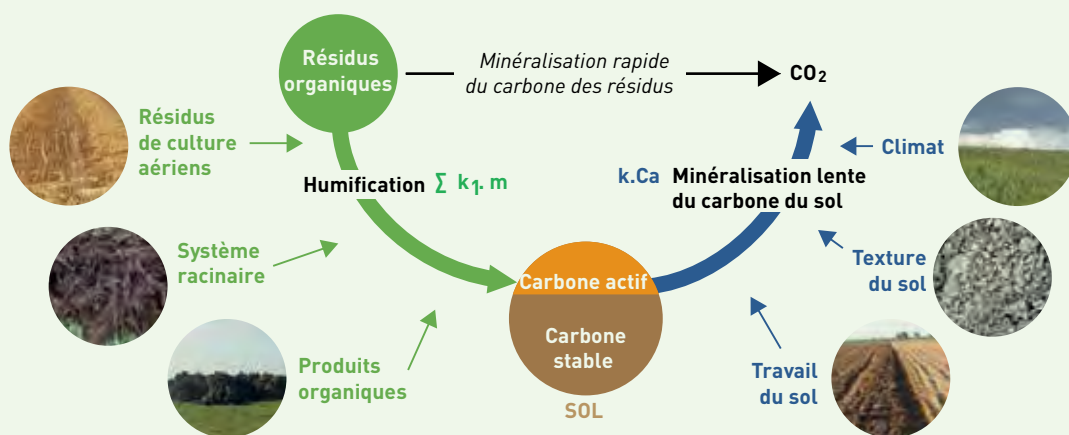 Résidus
organiques
Minéralisation rapide
du carbone des résidus
CO₂
Résidus
de culture
aériens
Climat
Humification ∑ k₁. m
k.Ca Minéralisation lente
du carbone du sol
Système
racinaire
Texture
du sol
Carbone actif
Carbone
stable
Produits
organiques
Travail
du sol
SOL